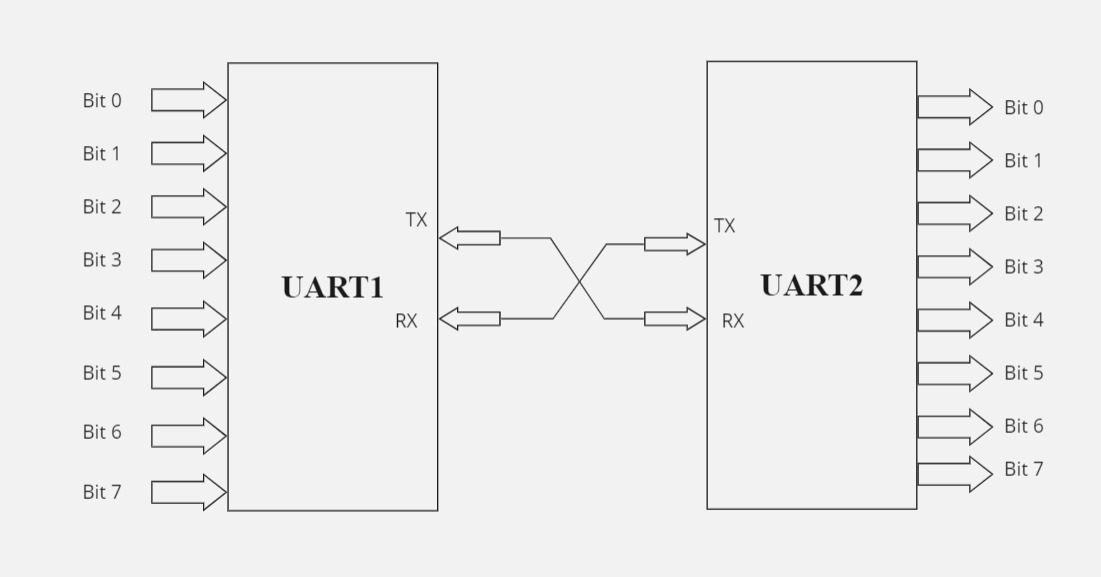 Bit 0
Bit 1
Bit 2
Bit 3
Bit 4
Bit 5
Bit 6
Bit 7
TX
UART1
RX
TX
UART2
RX
Bit 0
Bit 1
Bit 2
Bit 3
Bit 4
Bit 5
Bit 6
Bit 7